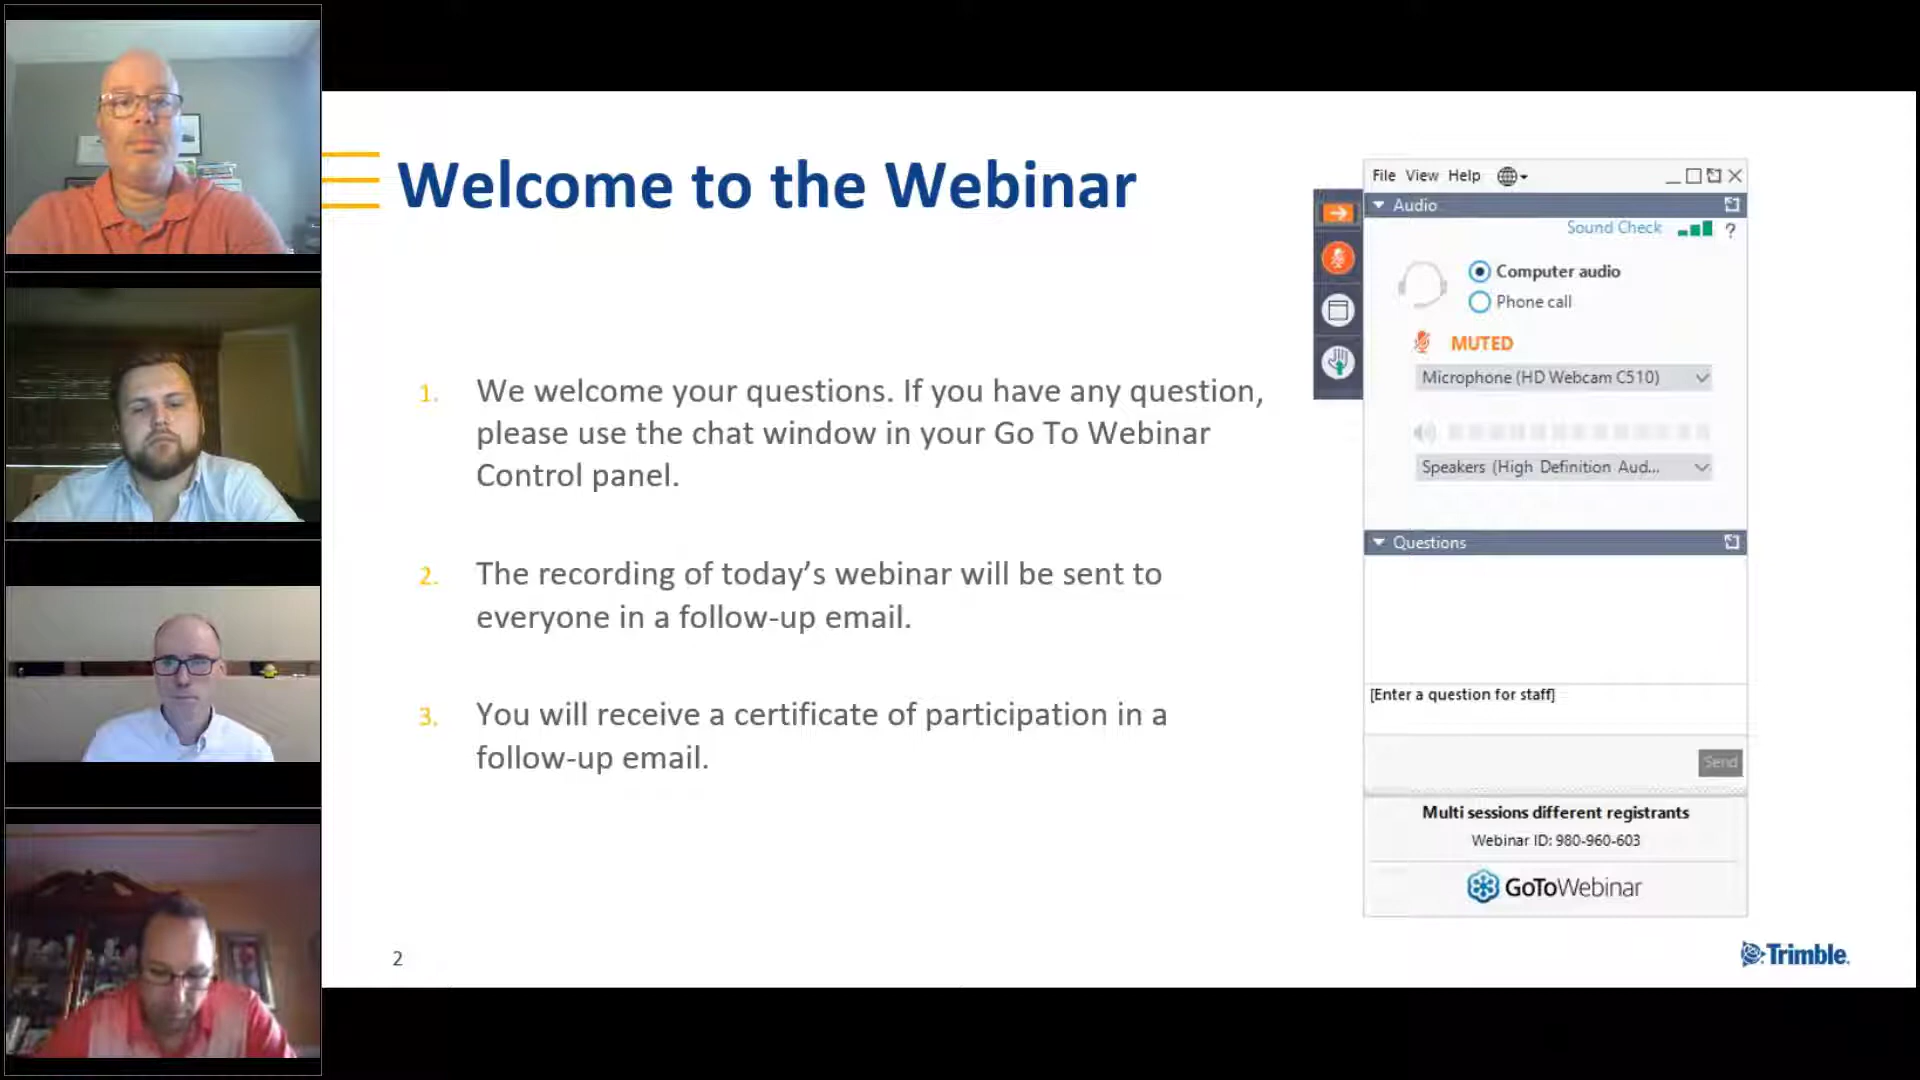 Welcome to the Webinar
1. We welcome your questions. If you have any question,
please use the chat window in your Go To Webinar
Control panel.
2. The recording of today’s webinar will be sent to
everyone in a follow-up email.
3. You will receive a certificate of participation in a
follow-up email.
2
File View Help
Audio
Sound Check ?
Computer audio
Phone call
MUTED
Microphone (HD Webcam C510)
Speakers (High Definition Aud...
Questions
[Enter a question for staff]
Send
Multi sessions different registrants
Webinar ID: 980-960-603
GoToWebinar
Trimble.